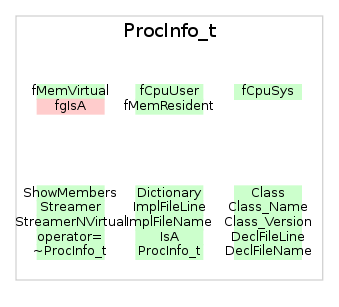 ProcInfo_t
fMemVirtual fCpuUser fCpuSys
fgIsA fMemResident
ShowMembers Dictionary Class
Streamer ImplFileLine Class_Name
StreamerNVirtual ImplFileName Class_Version
operator= IsA DeclFileLine
~ProcInfo_t ProcInfo_t DeclFileName